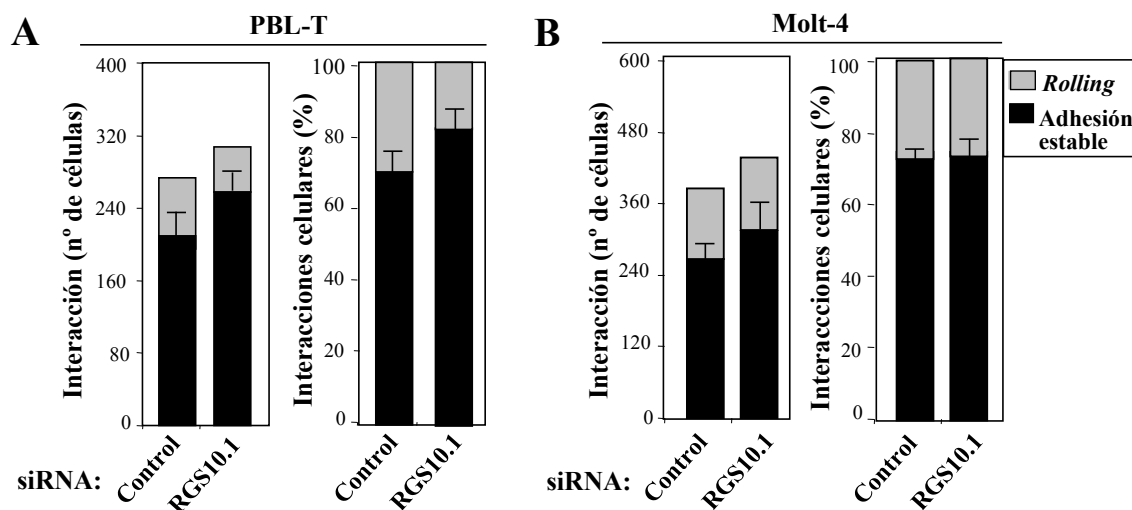 A
PBL-T
Interacción (nº de células)
400
320
240
160
80
0
Interacciones celulares (%)
100
80
60
40
20
0
siRNA:
Control
RGS10.1
Control
RGS10.1
B
Molt-4
Interacción (nº de células)
600
480
360
240
120
0
Interaccciones celulares (%)
100
80
60
40
20
0
siRNA:
Control
RGS10.1
Control
RGS10.1
Rolling
Adhesión
estable